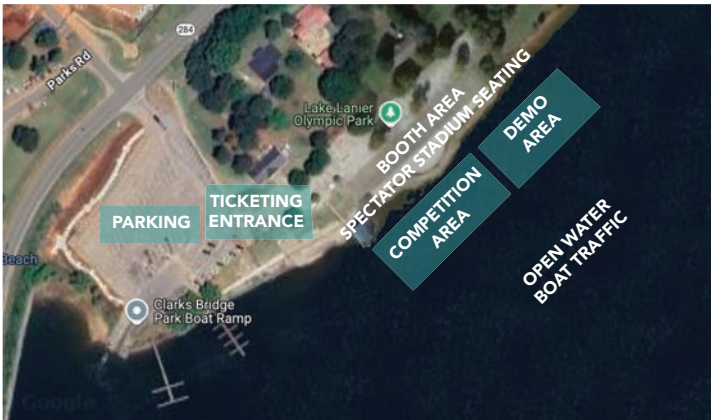 284
Parks Rd
Lake Lanier
Olympic Park
BOOTH AREA
SPECTATOR STADIUM SEATING
DEMO
AREA
COMPETITION
AREA
TICKETING
ENTRANCE
PARKING
OPEN WATER
BOAT TRAFFIC
Beach
Clarks Bridge
Park Boat Ramp
Google